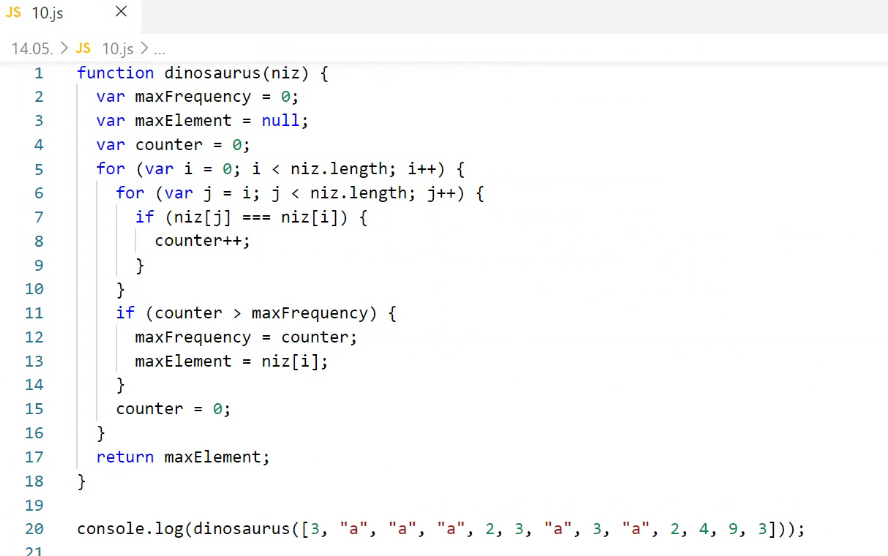 JS 10.js ×
14.05. > JS 10.js > ...
1 function dinosaurus(niz) {
2 var maxFrequency = 0;
3 var maxElement = null;
4 var counter = 0;
5 for (var i = 0; i < niz.length; i++) {
6 for (var j = i; j < niz.length; j++) {
7 if (niz[j] === niz[i]) {
8 counter++;
9 }
10 }
11 if (counter > maxFrequency) {
12 maxFrequency = counter;
13 maxElement = niz[i];
14 }
15 counter = 0;
16 }
17 return maxElement;
18 }
19
20 console.log(dinosaurus([3, "a", "a", "a", 2, 3, "a", 3, "a", 2, 4, 9, 3]));
21